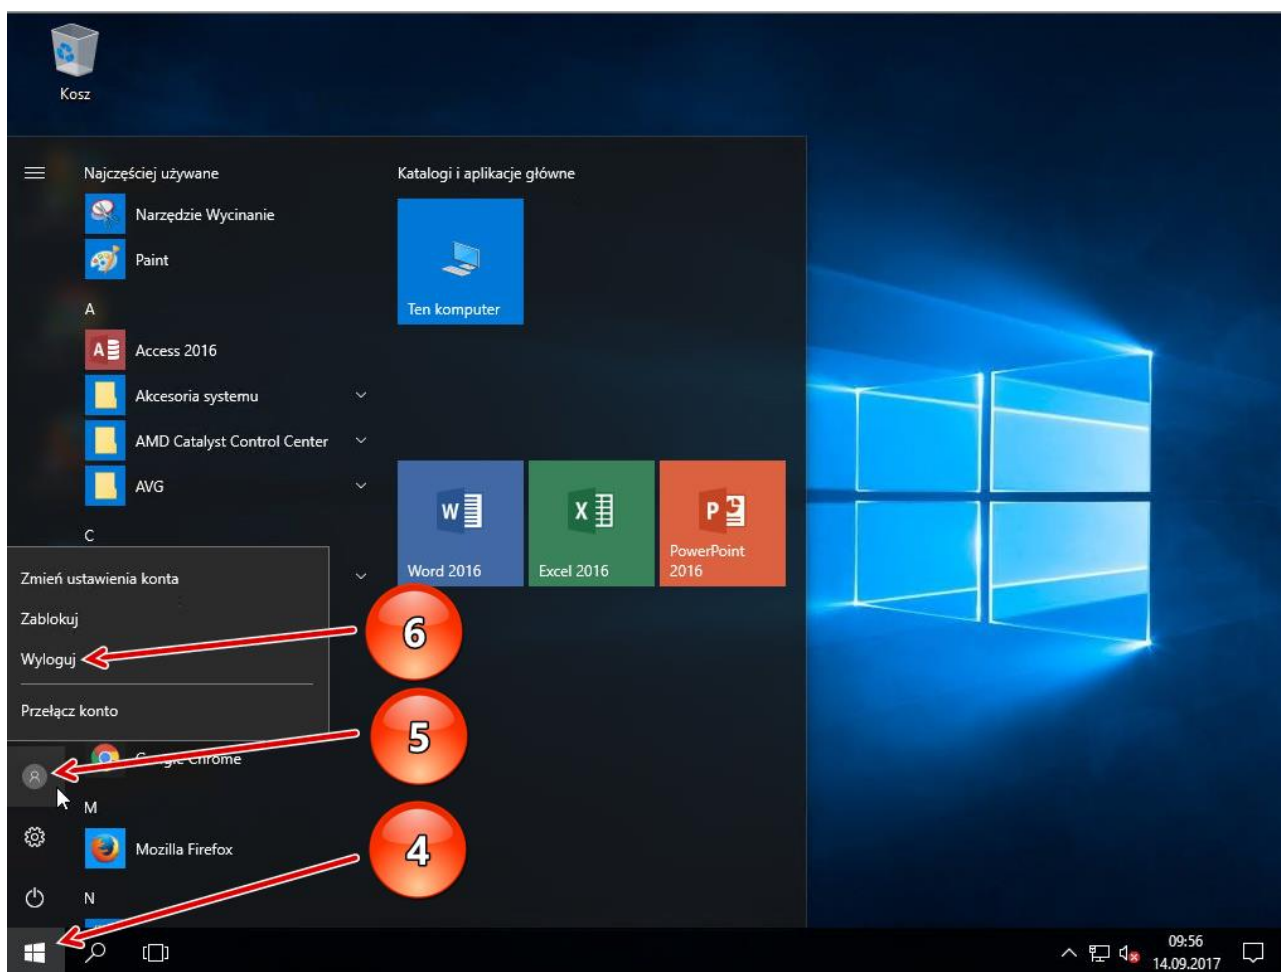 Kosz
Najczęściej używane
Katalogi i aplikacje główne
Narzędzie Wycinanie
Paint
Ten komputer
A
Access 2016
Akcesoria systemu
AMD Catalyst Control Center
AVG
C
Word 2016
Excel 2016
PowerPoint
2016
Zmień ustawienia konta
Zablokuj
6
Wyloguj
Przełącz konto
5
Google Chrome
M
Mozilla Firefox
4
N
09:56
14.09.2017